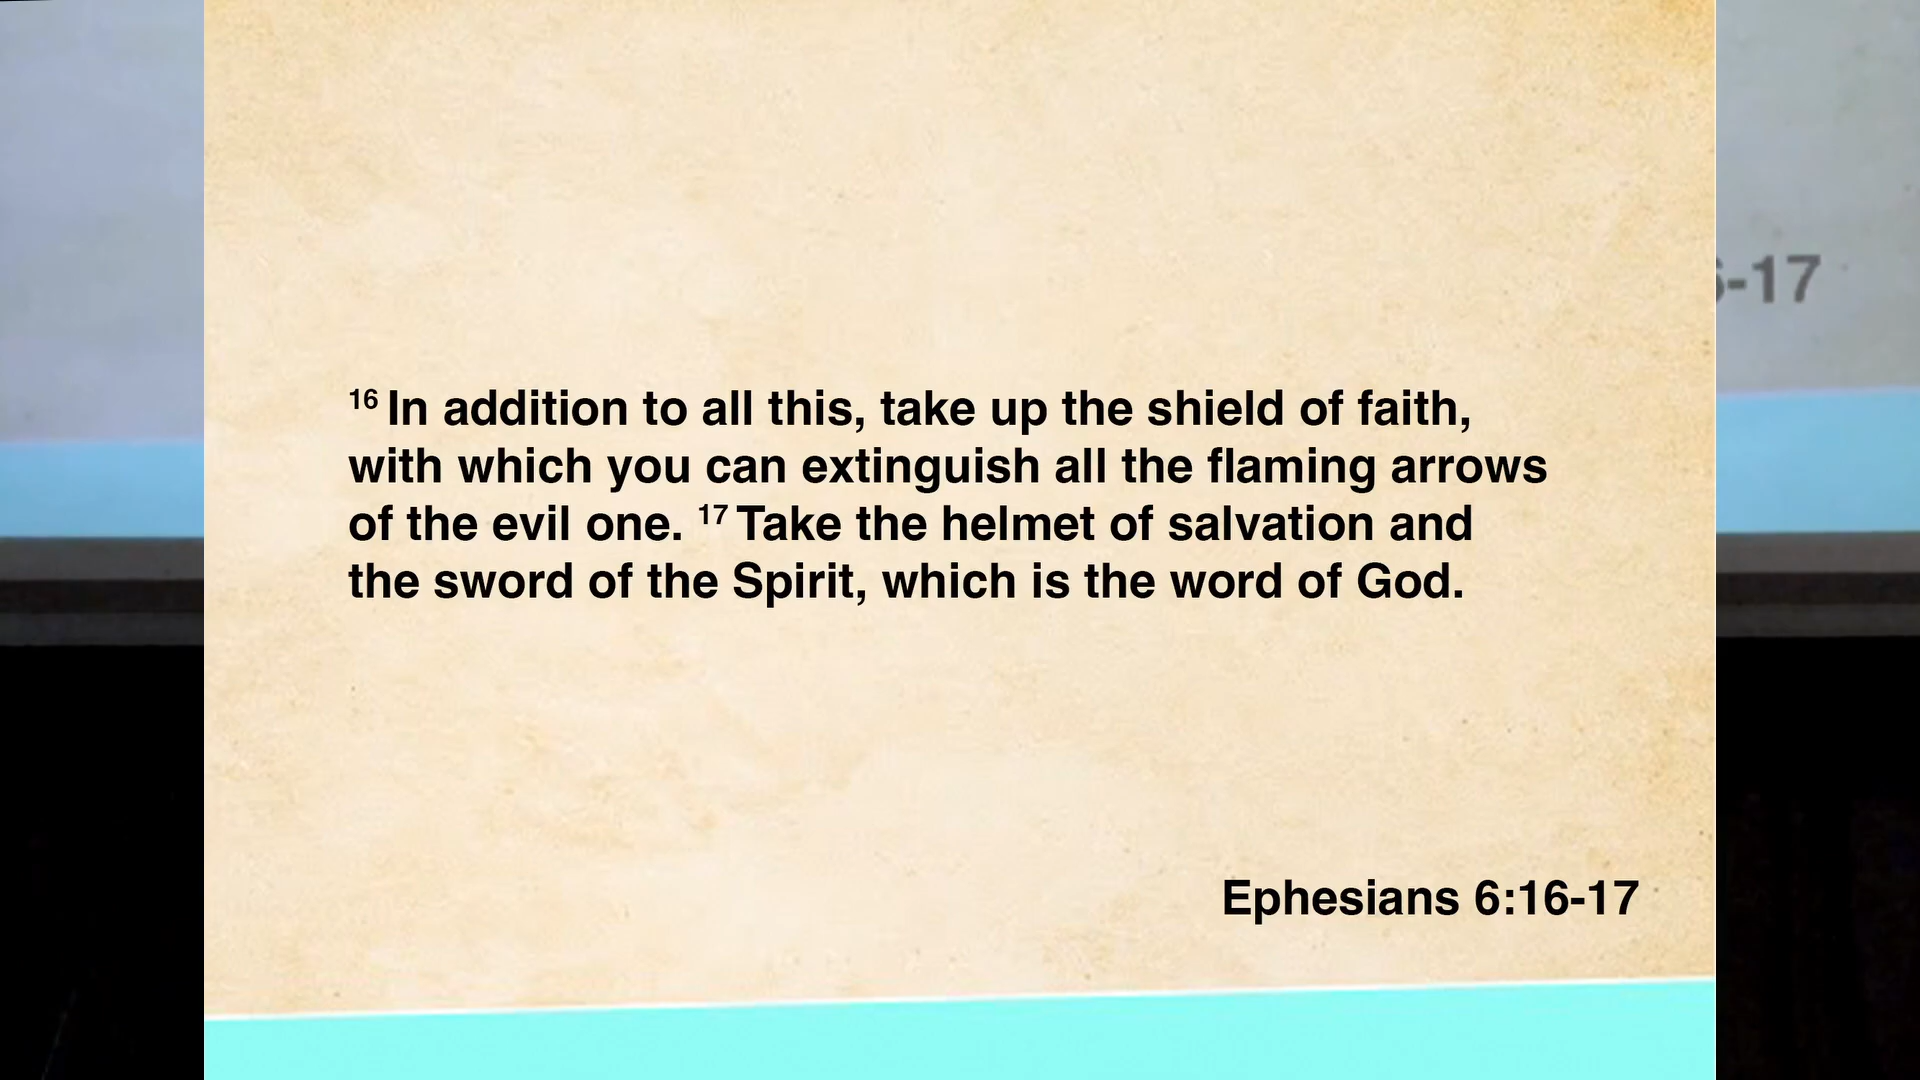 16 In addition to all this, take up the shield of faith,
with which you can extinguish all the flaming arrows
of the evil one. 17 Take the helmet of salvation and
the sword of the Spirit, which is the word of God.
Ephesians 6:16-17
-17